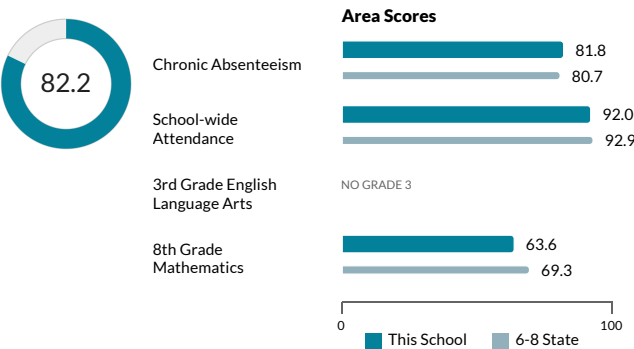 Area Scores
82.2
Chronic Absenteeism
81.8
80.7
School-wide
Attendance
92.0
92.9
3rd Grade English
Language Arts
NO GRADE 3
8th Grade
Mathematics
63.6
69.3
0
100
This School
6-8 State